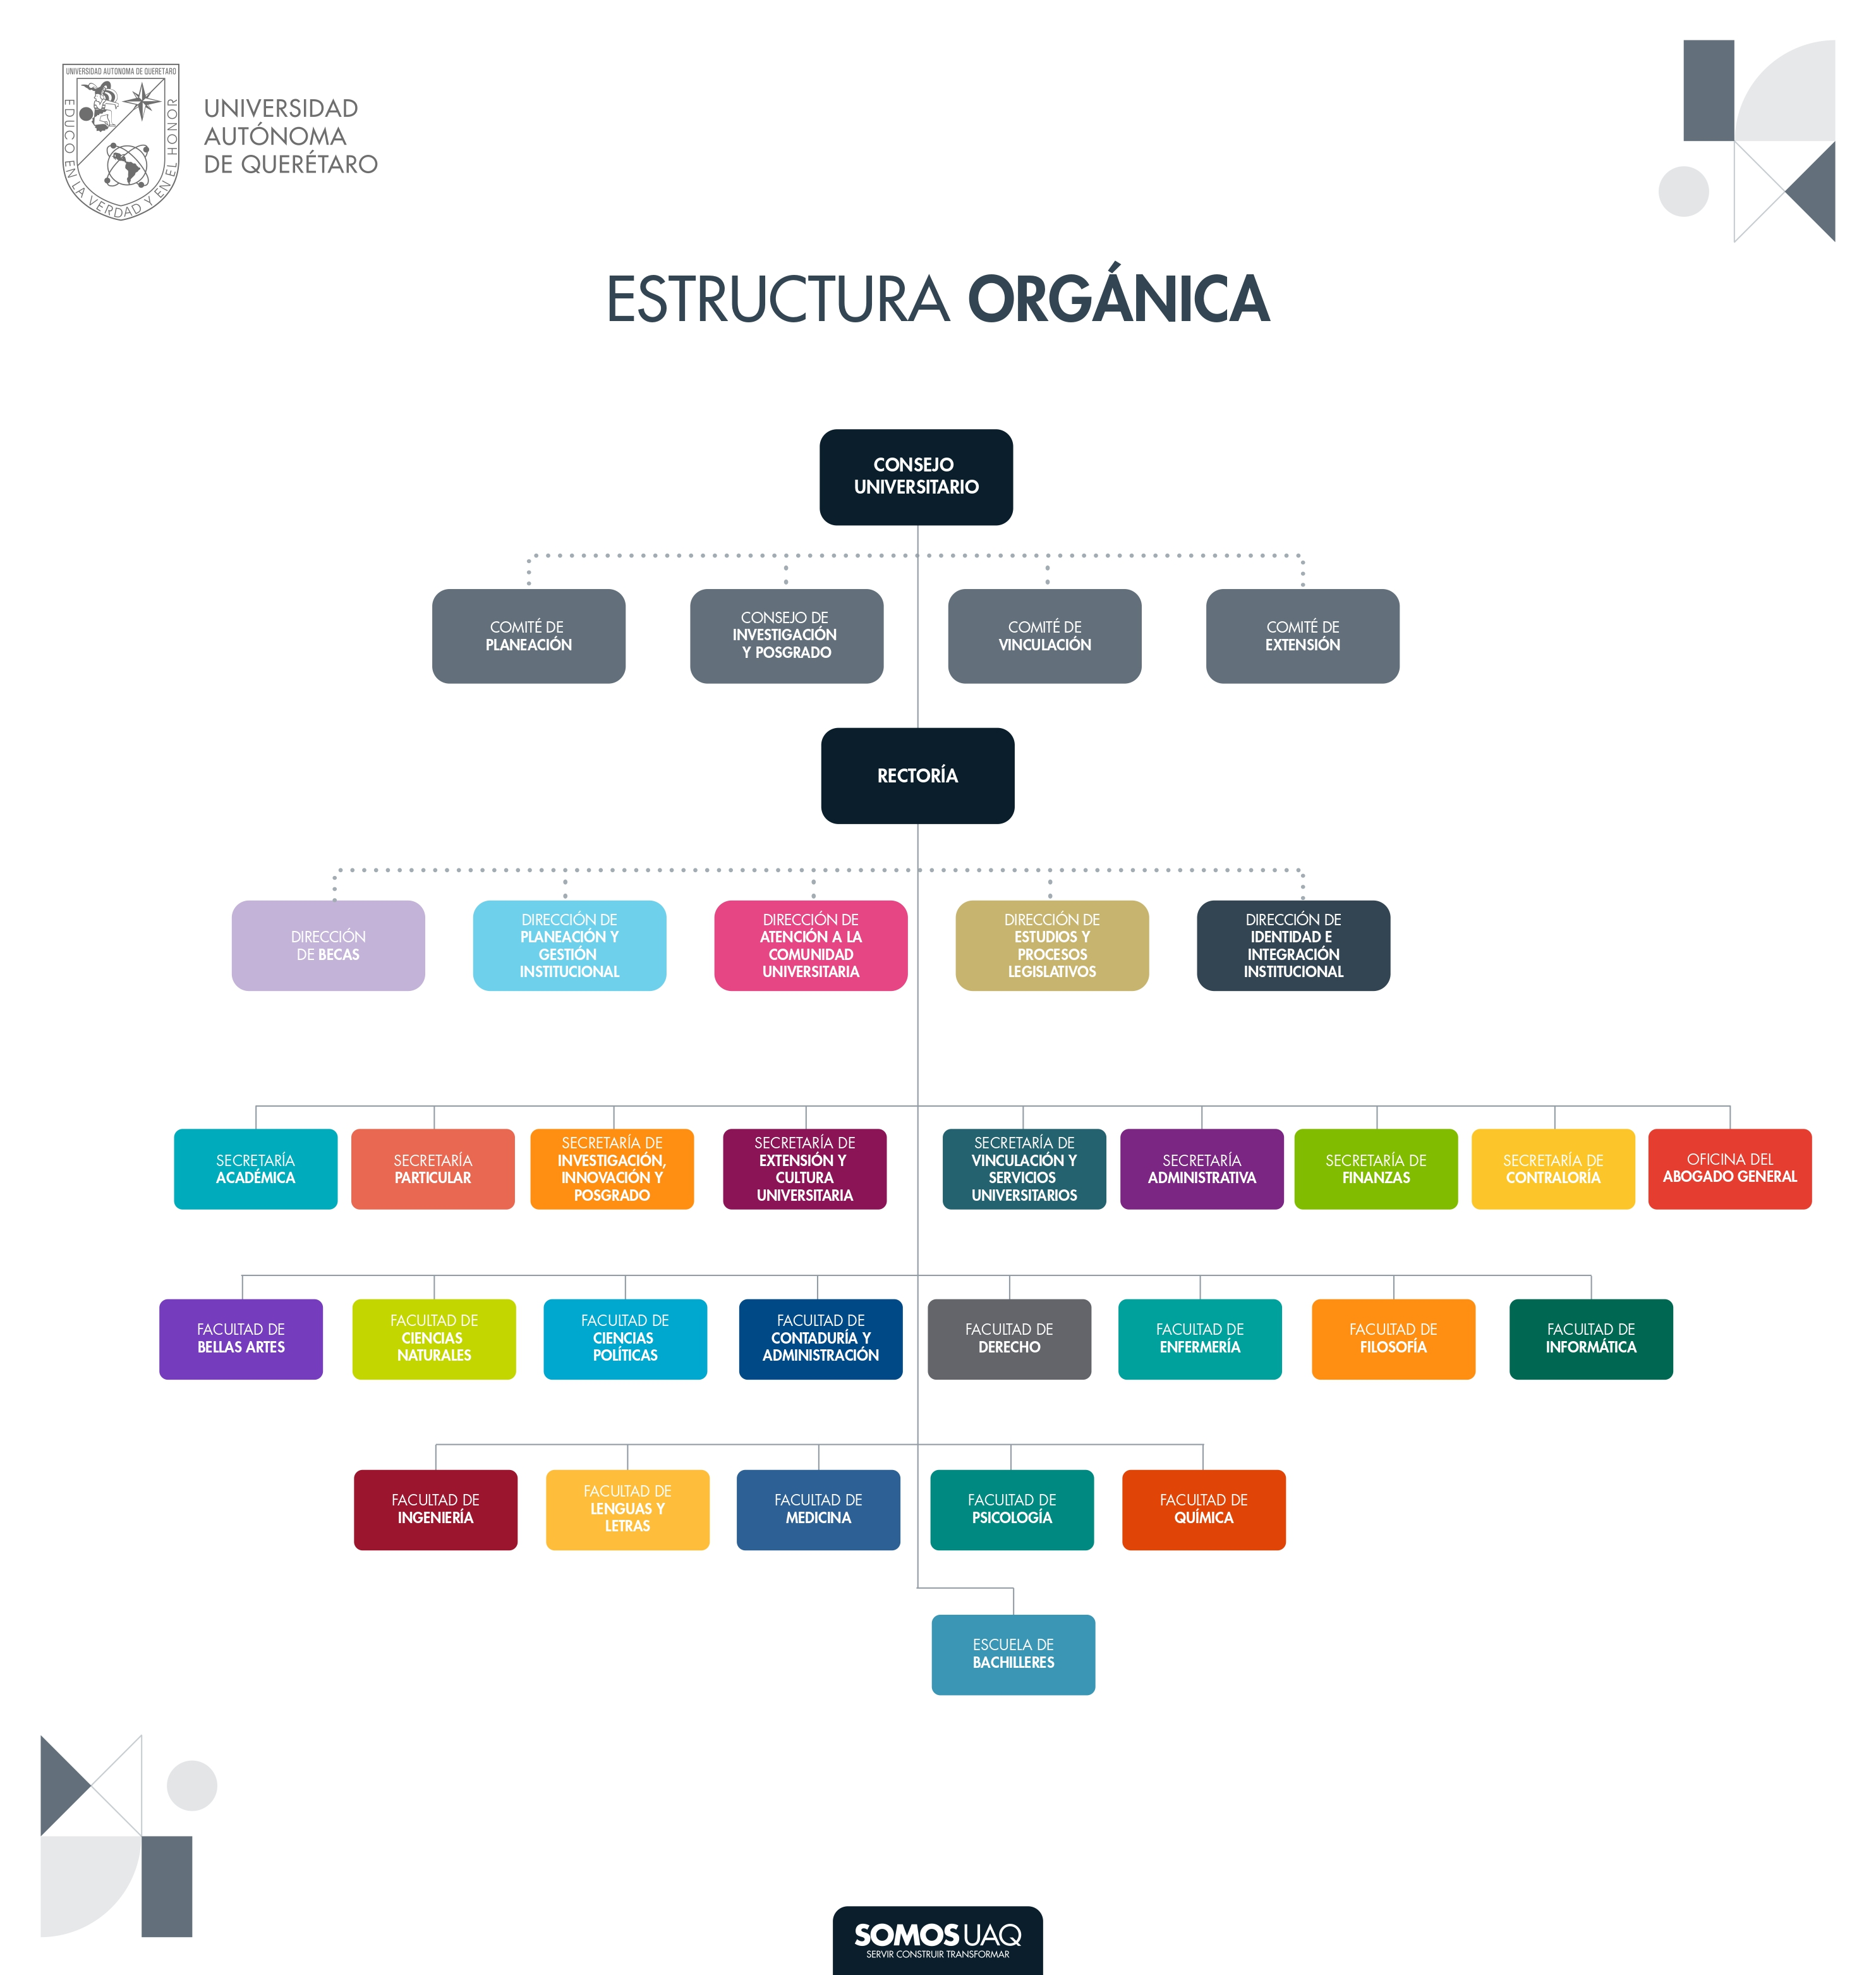 UNIVERSIDAD AUTONOMA DE QUERETARO
EDUCO EN LA VERDAD Y EN EL HONOR
UNIVERSIDAD
AUTÓNOMA
DE QUERÉTARO
ESTRUCTURA ORGÁNICA
CONSEJO
UNIVERSITARIO
COMITÉ DE
PLANEACIÓN
CONSEJO DE
INVESTIGACIÓN
Y POSGRADO
COMITÉ DE
VINCULACIÓN
COMITÉ DE
EXTENSIÓN
RECTORÍA
DIRECCIÓN
DE BECAS
DIRECCIÓN DE
PLANEACIÓN Y
GESTIÓN
INSTITUCIONAL
DIRECCIÓN DE
ATENCIÓN A LA
COMUNIDAD
UNIVERSITARIA
DIRECCIÓN DE
ESTUDIOS Y
PROCESOS
LEGISLATIVOS
DIRECCIÓN DE
IDENTIDAD E
INTEGRACIÓN
INSTITUCIONAL
SECRETARÍA
ACADÉMICA
SECRETARÍA
PARTICULAR
SECRETARÍA DE
INVESTIGACIÓN,
INNOVACIÓN Y
POSGRADO
SECRETARÍA DE
EXTENSIÓN Y
CULTURA
UNIVERSITARIA
SECRETARÍA DE
VINCULACIÓN Y
SERVICIOS
UNIVERSITARIOS
SECRETARÍA
ADMINISTRATIVA
SECRETARÍA DE
FINANZAS
SECRETARÍA DE
CONTRALORÍA
OFICINA DEL
ABOGADO GENERAL
FACULTAD DE
BELLAS ARTES
FACULTAD DE
CIENCIAS
NATURALES
FACULTAD DE
CIENCIAS
POLÍTICAS
FACULTAD DE
CONTADURÍA Y
ADMINISTRACIÓN
FACULTAD DE
DERECHO
FACULTAD DE
ENFERMERÍA
FACULTAD DE
FILOSOFÍA
FACULTAD DE
INFORMÁTICA
FACULTAD DE
INGENIERÍA
FACULTAD DE
LENGUAS Y
LETRAS
FACULTAD DE
MEDICINA
FACULTAD DE
PSICOLOGÍA
FACULTAD DE
QUÍMICA
ESCUELA DE
BACHILLERES
SOMOS UAQ
SERVIR CONSTRUIR TRANSFORMAR